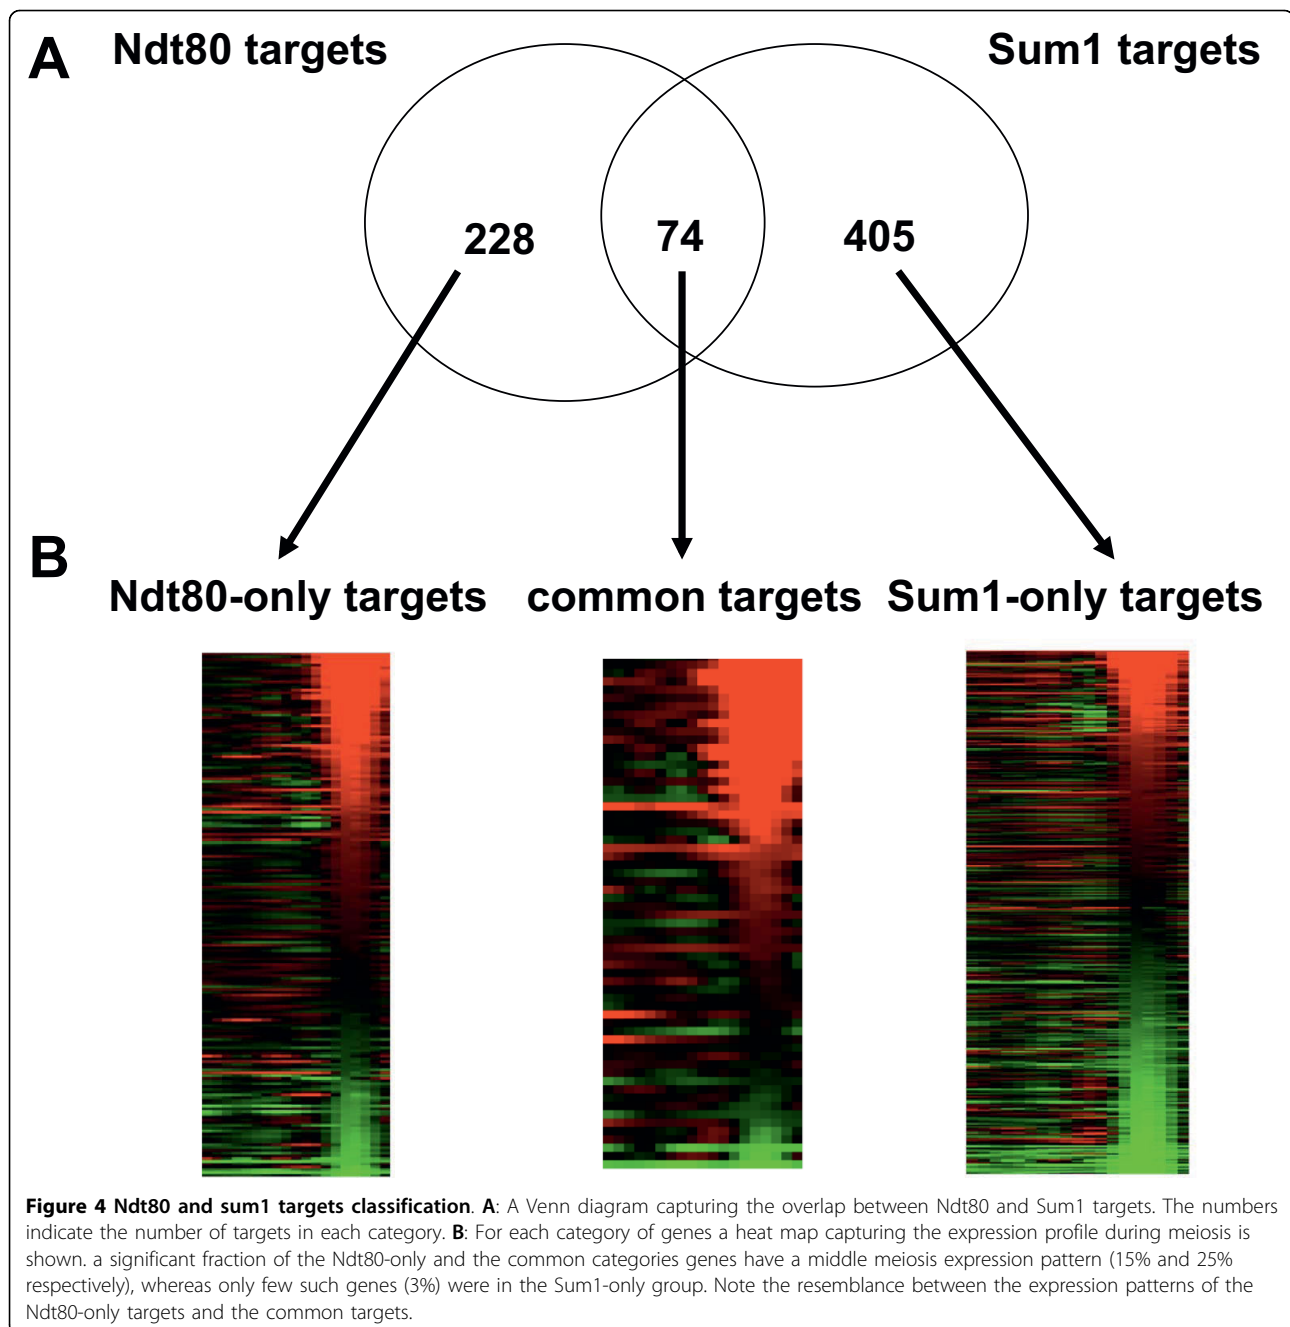 A
Ndt80 targets
Sum1 targets
228
74
405
B
Ndt80-only targets
common targets
Sum1-only targets
Figure 4 Ndt80 and sum1 targets classification. A: A Venn diagram capturing the overlap between Ndt80 and Sum1 targets. The numbers
indicate the number of targets in each category. B: For each category of genes a heat map capturing the expression profile during meiosis is
shown. a significant fraction of the Ndt80-only and the common categories genes have a middle meiosis expression pattern (15% and 25%
respectively), whereas only few such genes (3%) were in the Sum1-only group. Note the resemblance between the expression patterns of the
Ndt80-only targets and the common targets.